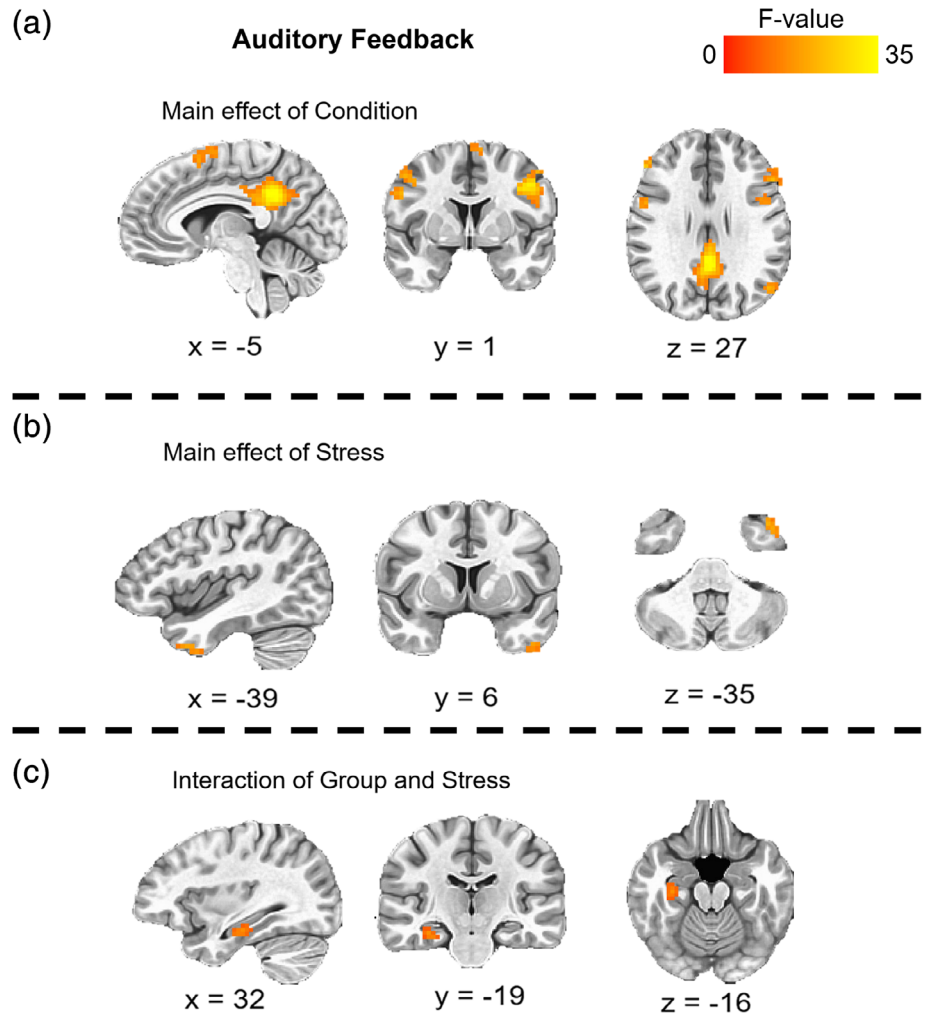 (a)
Auditory Feedback
F-value
0
35
Main effect of Condition
x = -5
y = 1
z = 27
(b)
Main effect of Stress
x = -39
y = 6
z = -35
(c)
Interaction of Group and Stress
x = 32
y = -19
z = -16